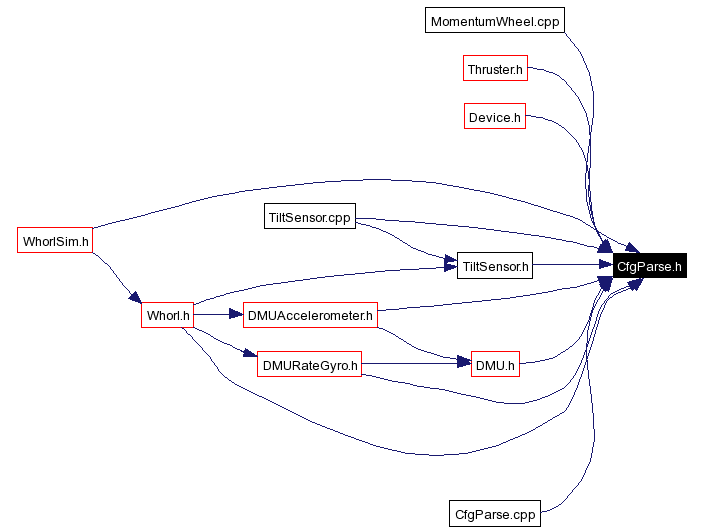 MomentumWheel.cpp
Thruster.h
Device.h
TiltSensor.cpp
WhorlSim.h
TiltSensor.h
CfgParse.h
Whorl.h
DMUAccelerometer.h
DMURateGyro.h
DMU.h
CfgParse.cpp